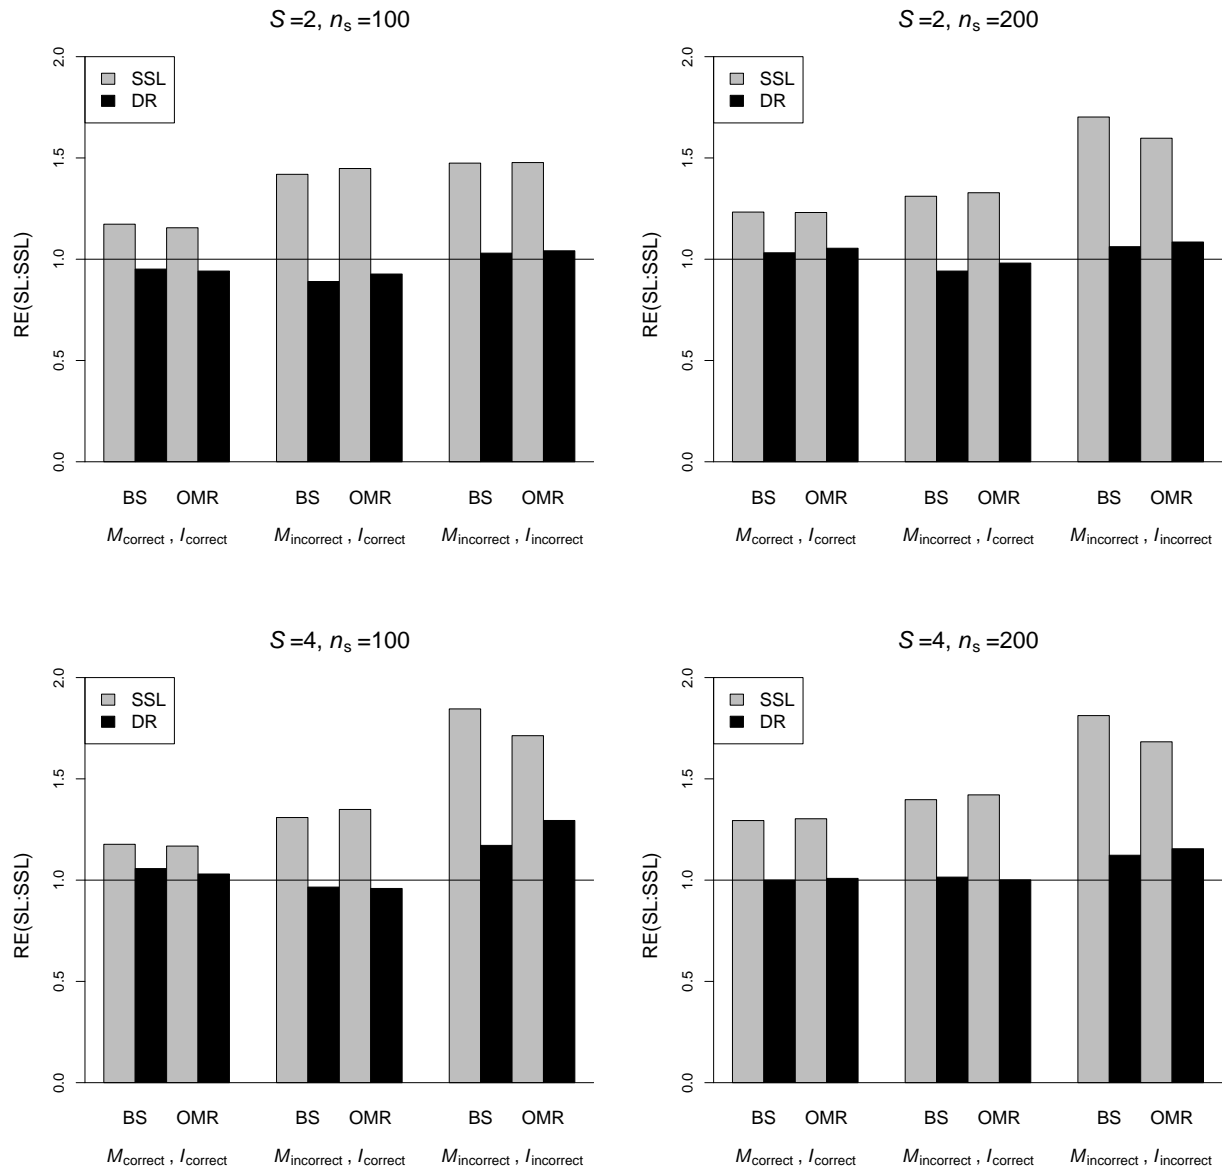 S =2, nₛ =100
RE(SL:SSL)
2.0
1.5
1.0
0.5
0.0
SSL
DR
BS OMR BS OMR BS OMR
Mcorrect , Icorrect Mincorrect , Icorrect Mincorrect , Iincorrect
S =2, nₛ =200
RE(SL:SSL)
2.0
1.5
1.0
0.5
0.0
SSL
DR
BS OMR BS OMR BS OMR
Mcorrect , Icorrect Mincorrect , Icorrect Mincorrect , Iincorrect
S =4, nₛ =100
RE(SL:SSL)
2.0
1.5
1.0
0.5
0.0
SSL
DR
BS OMR BS OMR BS OMR
Mcorrect , Icorrect Mincorrect , Icorrect Mincorrect , Iincorrect
S =4, nₛ =200
RE(SL:SSL)
2.0
1.5
1.0
0.5
0.0
SSL
DR
BS OMR BS OMR BS OMR
Mcorrect , Icorrect Mincorrect , Icorrect Mincorrect , Iincorrect